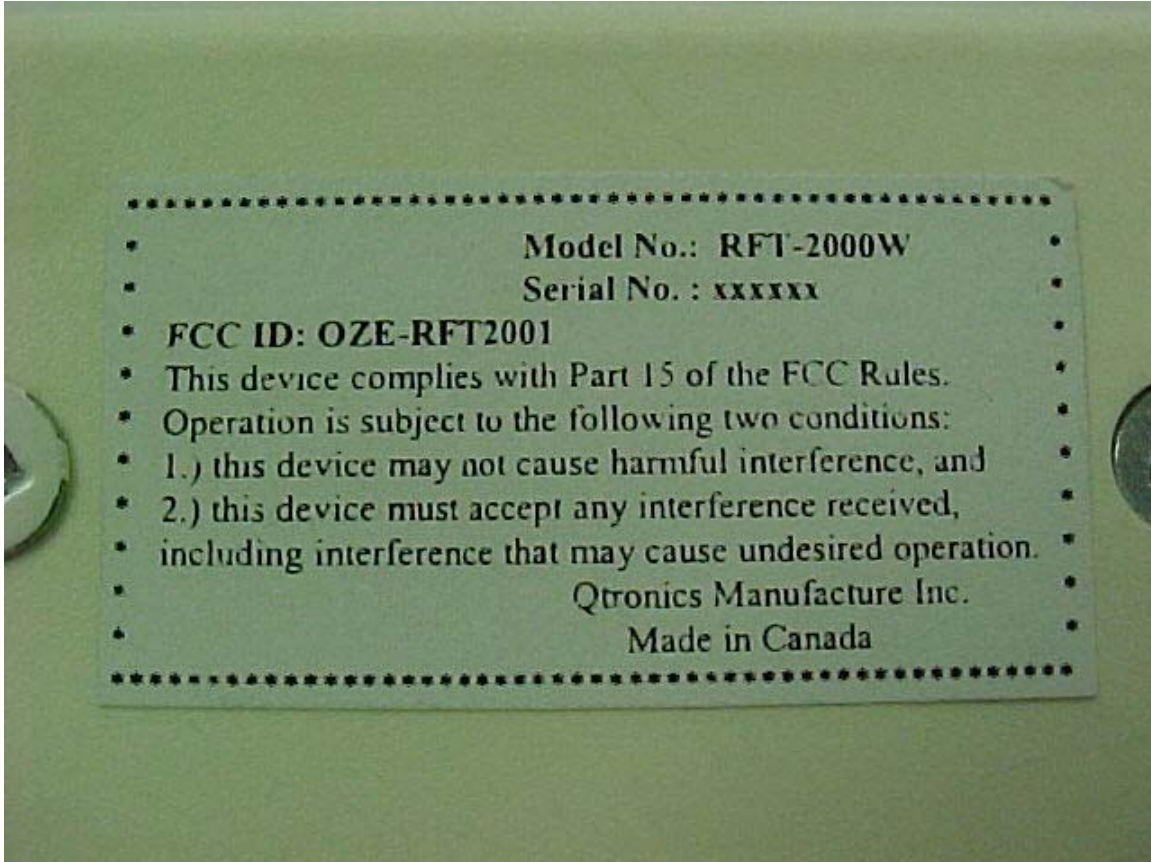 Model No.: RFT-2000W
Serial No. : xxxxxx
FCC ID: OZE-RFT2001
This device complies with Part 15 of the FCC Rules.
Operation is subject to the following two conditions:
1.) this device may not cause harmful interference, and
2.) this device must accept any interference received,
including interference that may cause undesired operation.
Qtronics Manufacture Inc.
Made in Canada